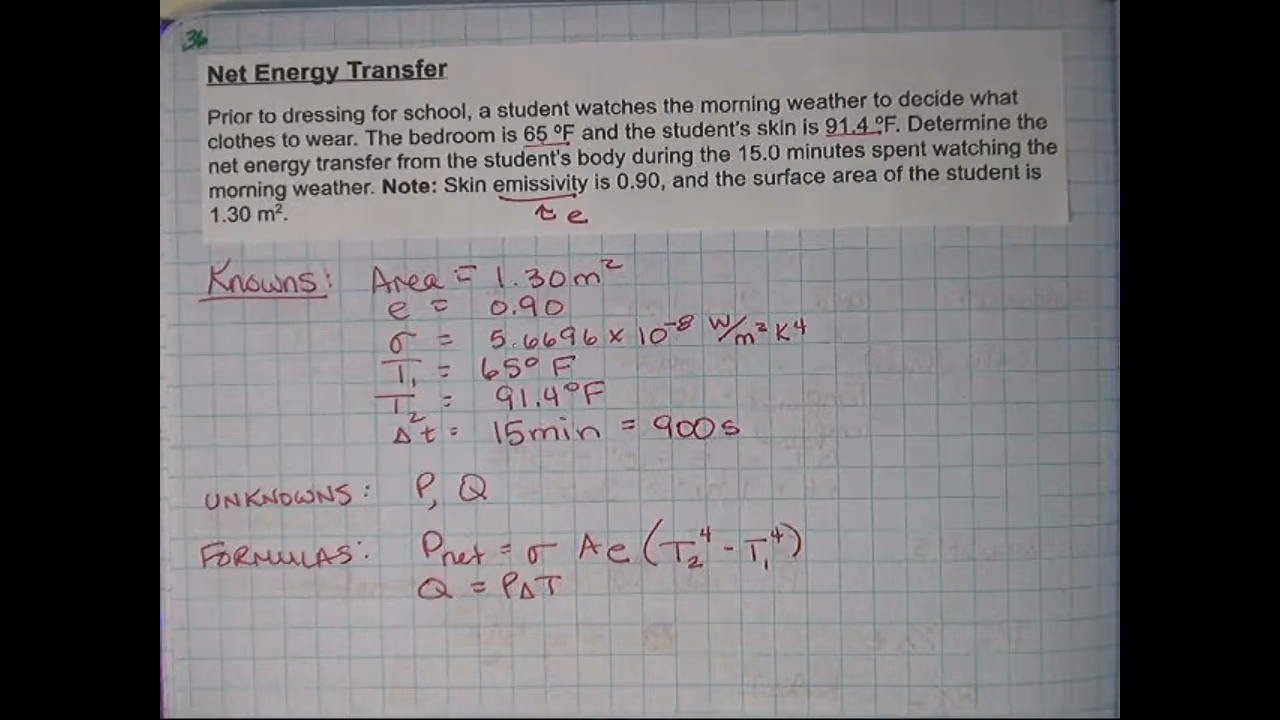 36
Net Energy Transfer
Prior to dressing for school, a student watches the morning weather to decide what
clothes to wear. The bedroom is 65 ºF and the student's skin is 91.4 ºF. Determine the
net energy transfer from the student's body during the 15.0 minutes spent watching the
morning weather. Note: Skin emissivity is 0.90, and the surface area of the student is
1.30 m².
e
Knowns: Area = 1.30 m²
e = 0.90
σ = 5.6696 x 10⁻⁸ W/m²K⁴
T₁ = 65° F
T₂ = 91.4°F
Δt = 15min = 900s
UNKNOWNS: P, Q
FORMULAS: Pnet = σ A e (T₂⁴ - T₁⁴)
Q = PΔT